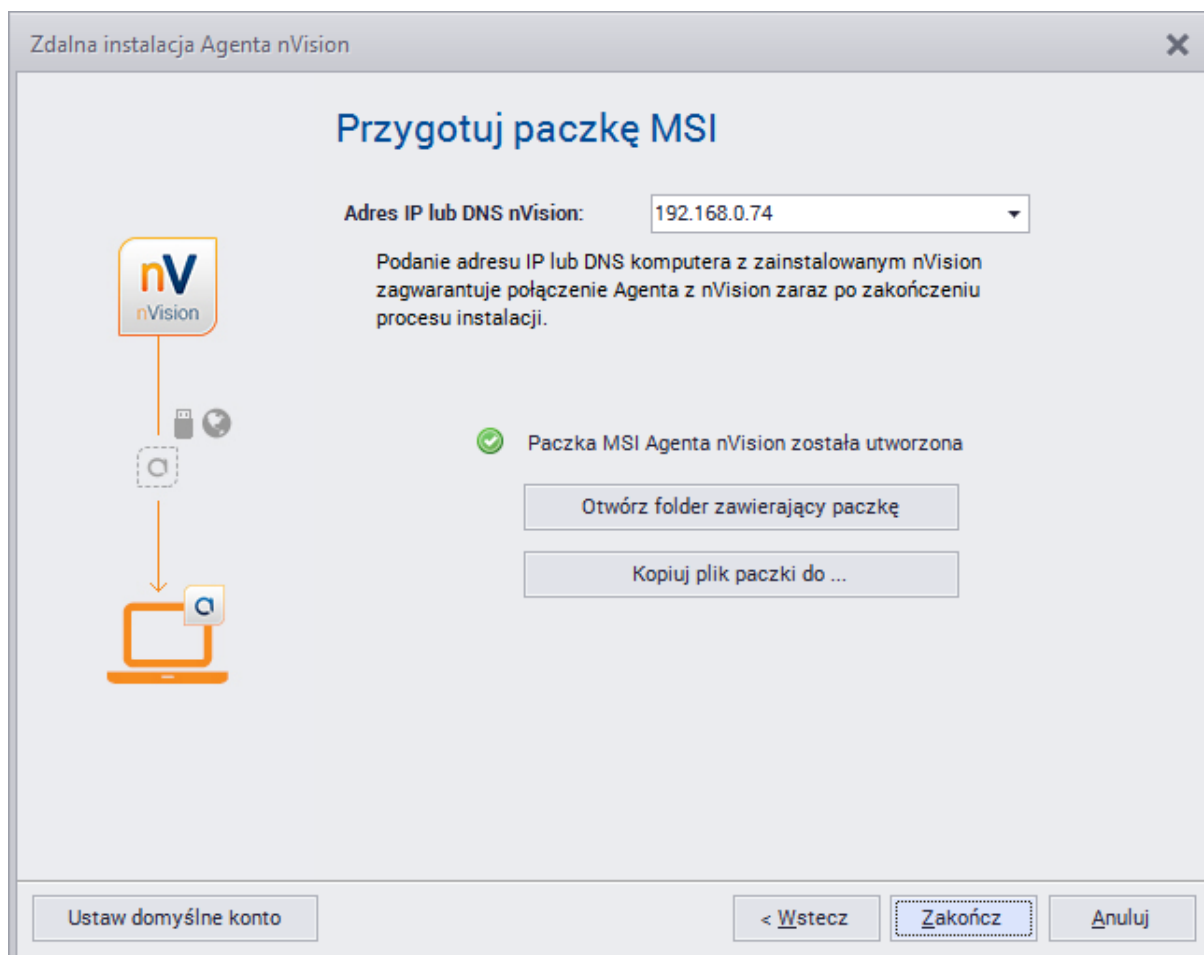 Zdalna instalacja Agenta nVision
Przygotuj paczkę MSI
Adres IP lub DNS nVision: 192.168.0.74
Podanie adresu IP lub DNS komputera z zainstalowanym nVision
zagwarantuje połączenie Agenta z nVision zaraz po zakończeniu
procesu instalacji.
nV
nVision
Paczka MSI Agenta nVision została utworzona
Otwórz folder zawierający paczkę
Kopiuj plik paczki do ...
Ustaw domyślne konto
< Wstecz
Zakończ
Anuluj